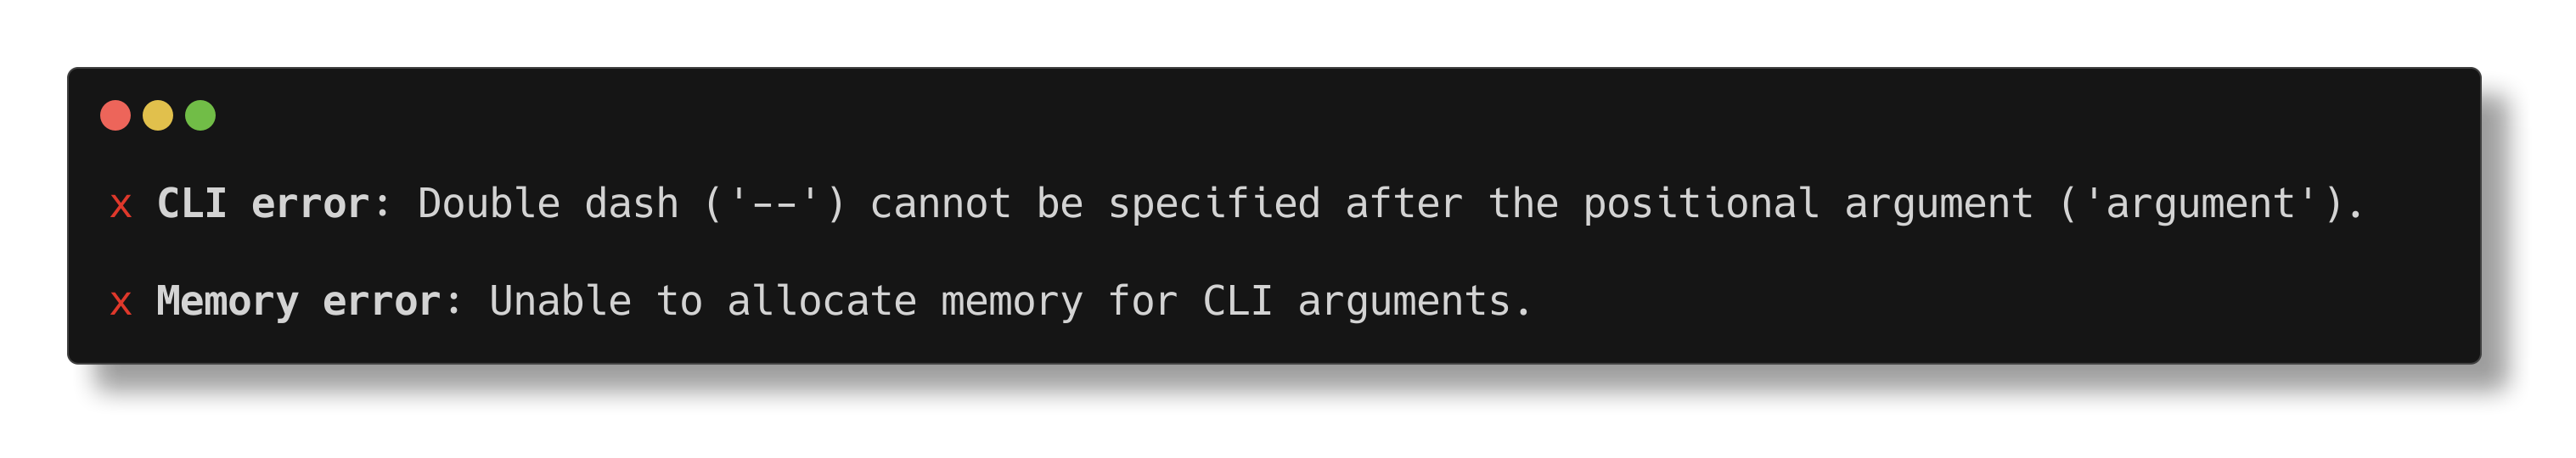 x CLI error: Double dash ('--') cannot be specified after the positional argument ('argument').
x Memory error: Unable to allocate memory for CLI arguments.